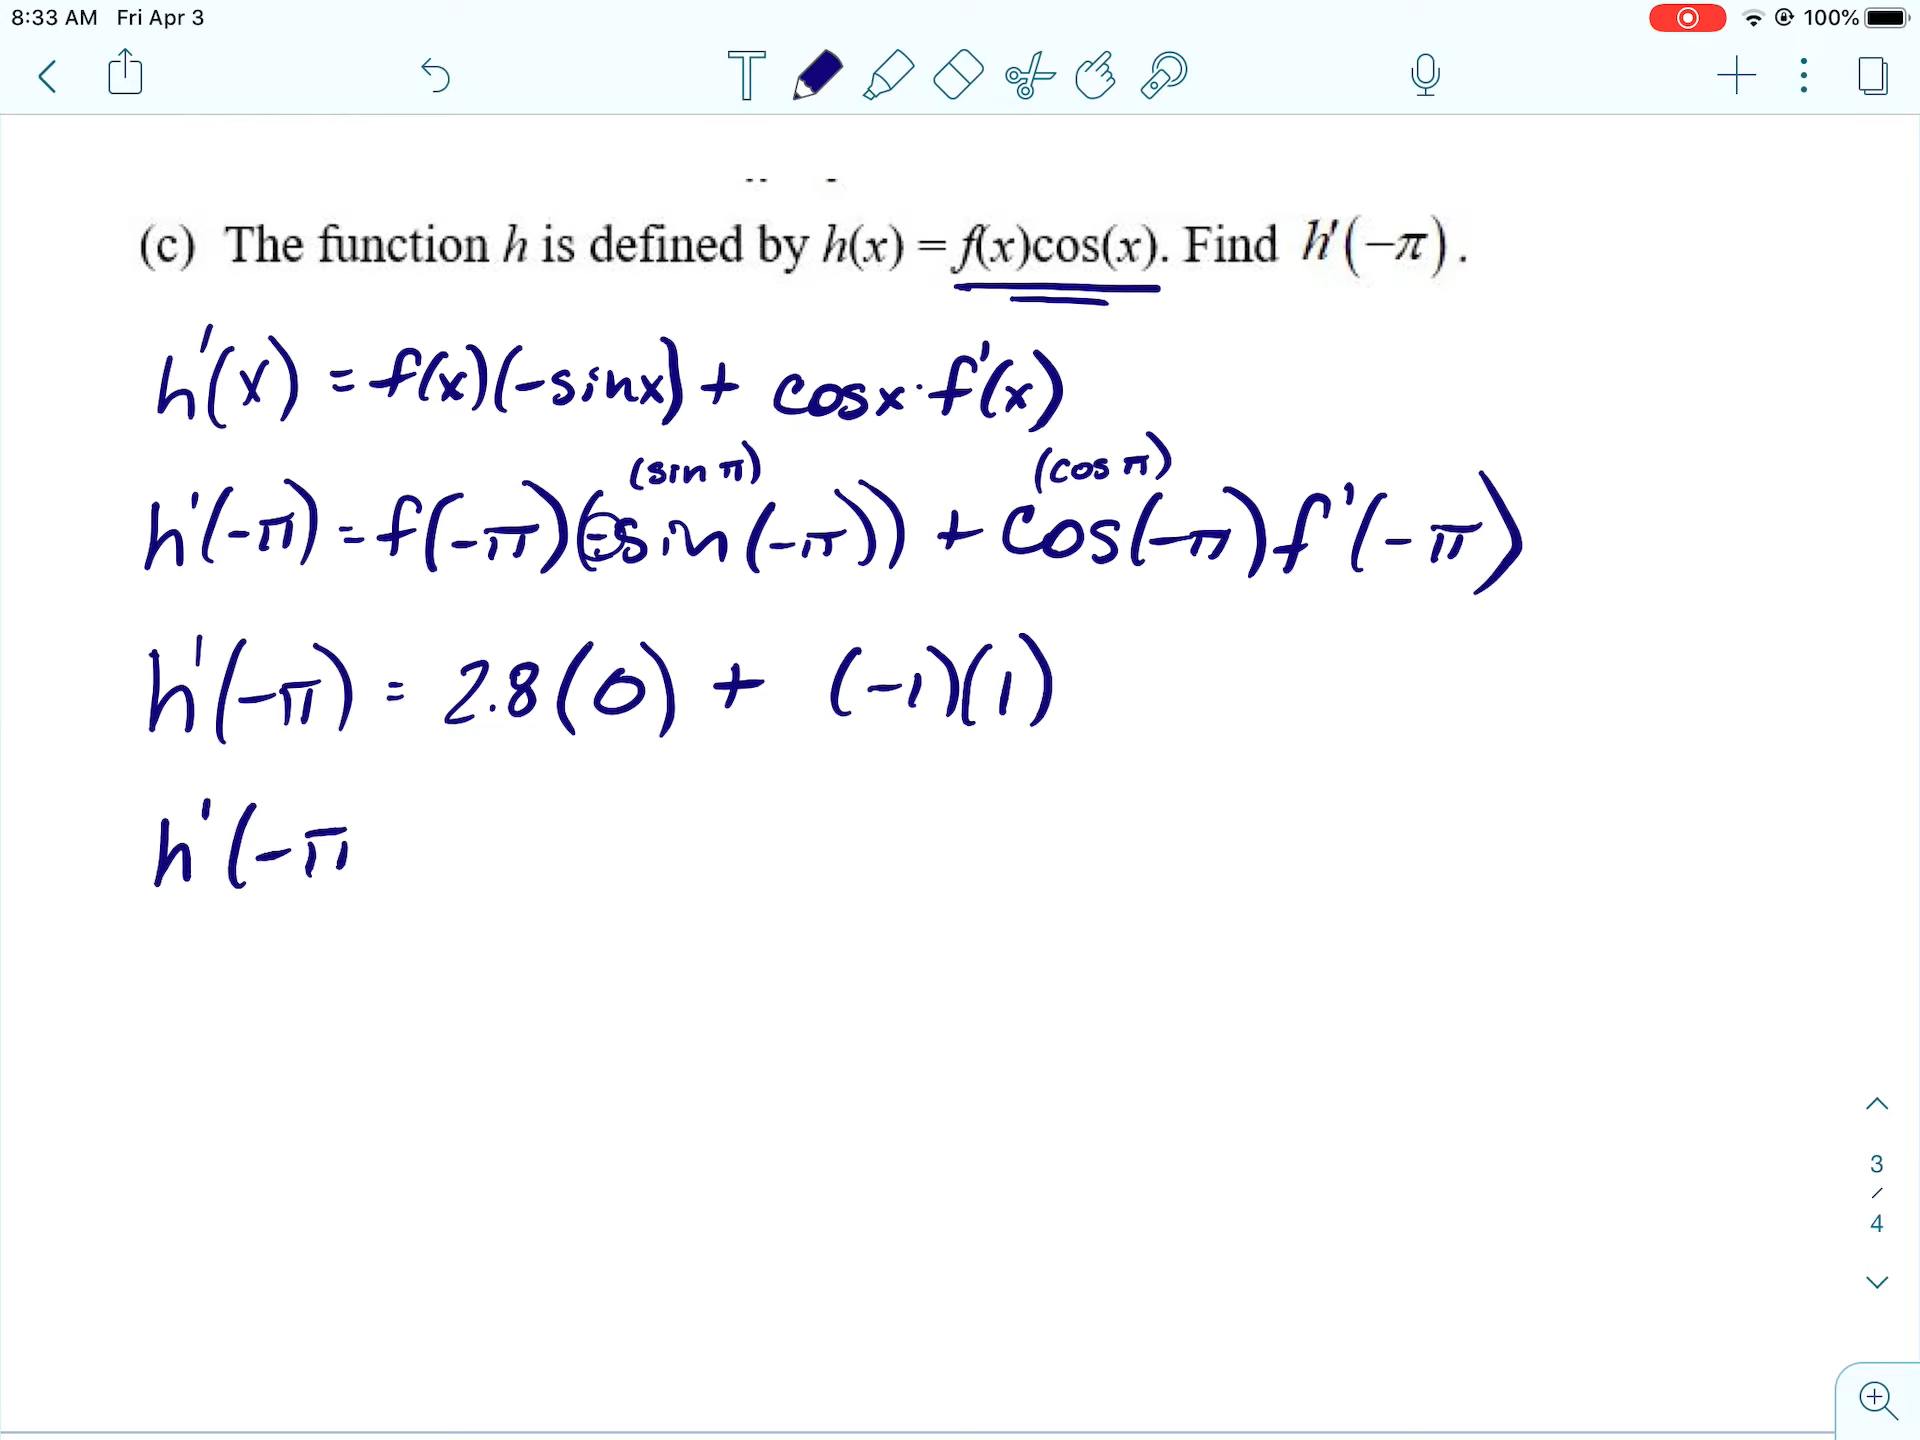 8:33 AM Fri Apr 3 100%
T
(c) The function h is defined by h(x) = f(x)cos(x). Find h'(−π).
h'(x) = f(x)(-sinx) + cosx·f'(x)
(sin π) (cos π)
h'(-π) = f(-π)(-sin(-π)) + cos(-π)f'(-π)
h'(-π) = 2.8(0) + (-1)(1)
h'(-π
3
/
4